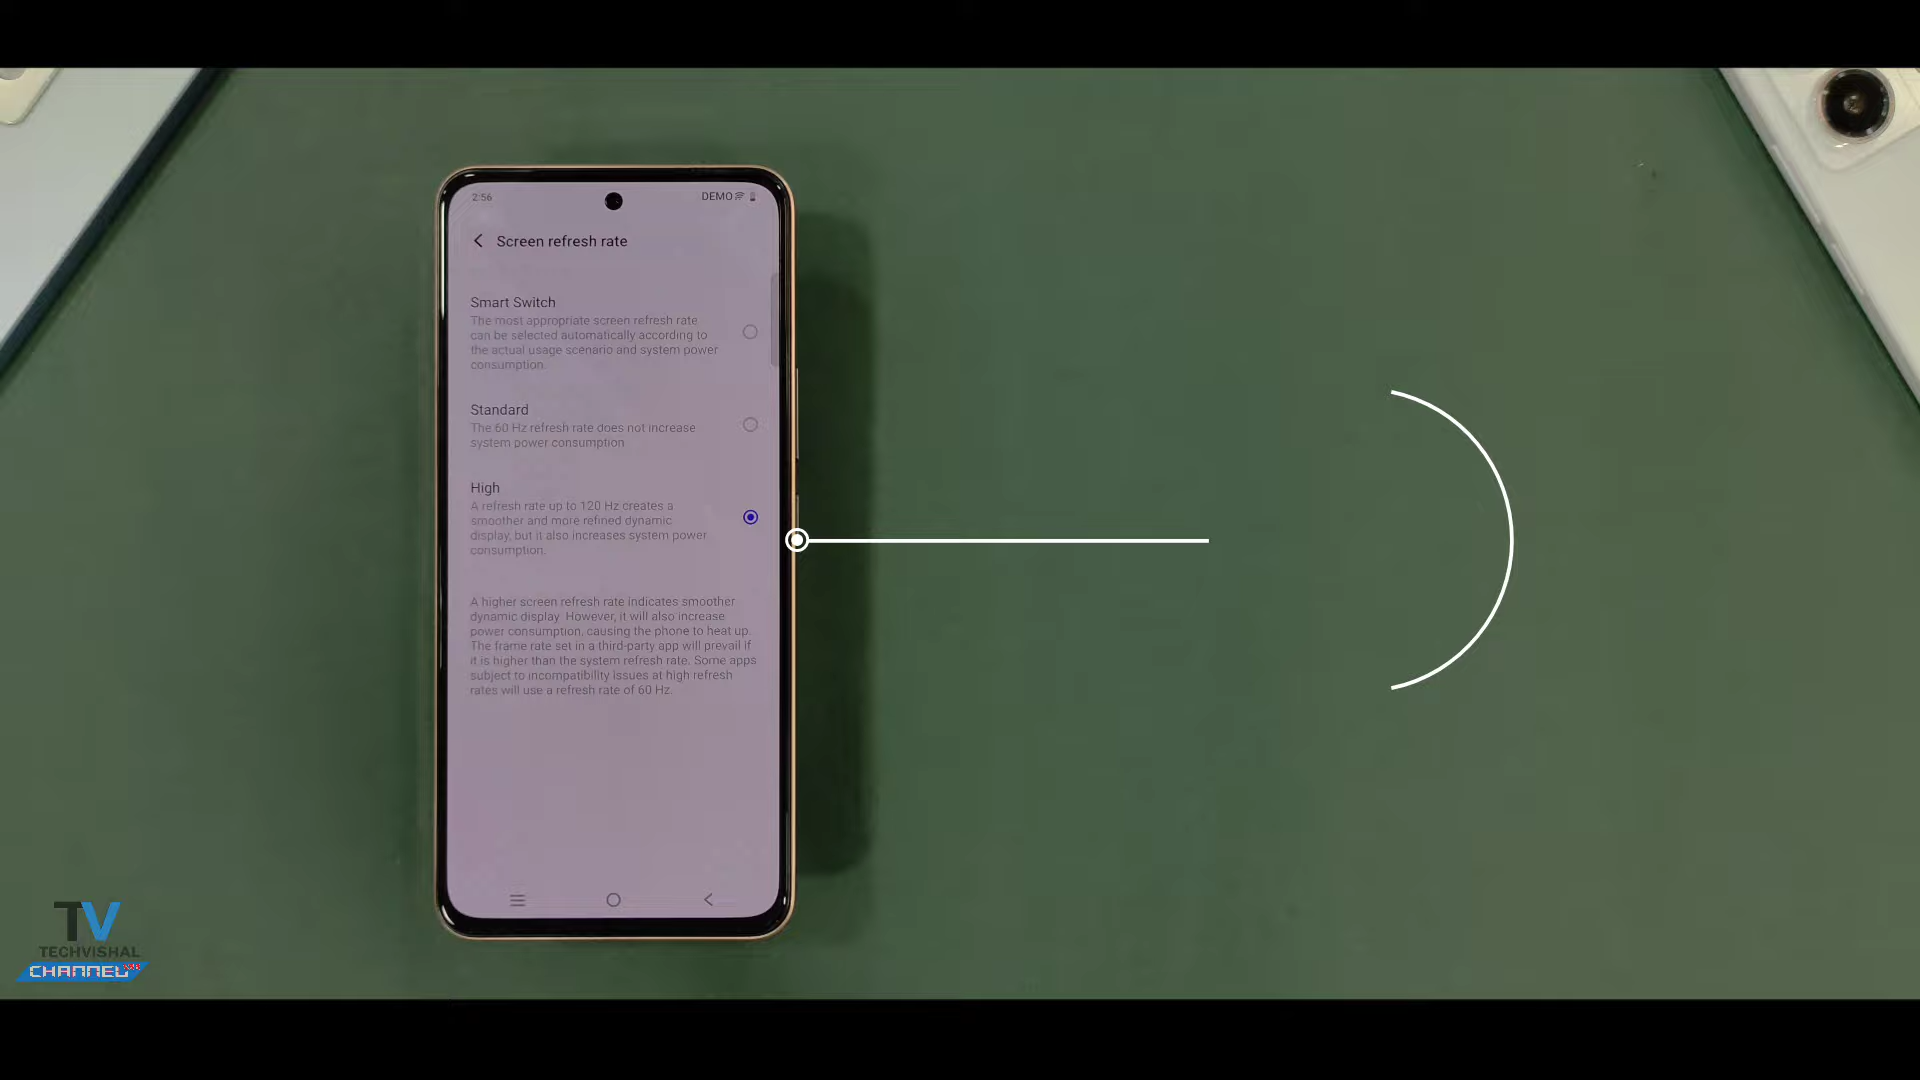 2:56
DEMO
Screen refresh rate
Smart Switch
The most appropriate screen refresh rate
can be selected automatically according to
the actual usage scenario and system power
consumption.
Standard
The 60 Hz refresh rate does not increase
system power consumption.
High
A refresh rate up to 120 Hz creates a
smoother and more refined dynamic
display, but it also increases system power
consumption.
A higher screen refresh rate indicates smoother
dynamic display. However, it will also increase
power consumption, causing the phone to heat up.
The frame rate set in a third-party app will prevail if
it is higher than the system refresh rate. Some apps
subject to incompatibility issues at high refresh
rates will use a refresh rate of 60 Hz.
TV
TECHVISHAL
CHANNEL